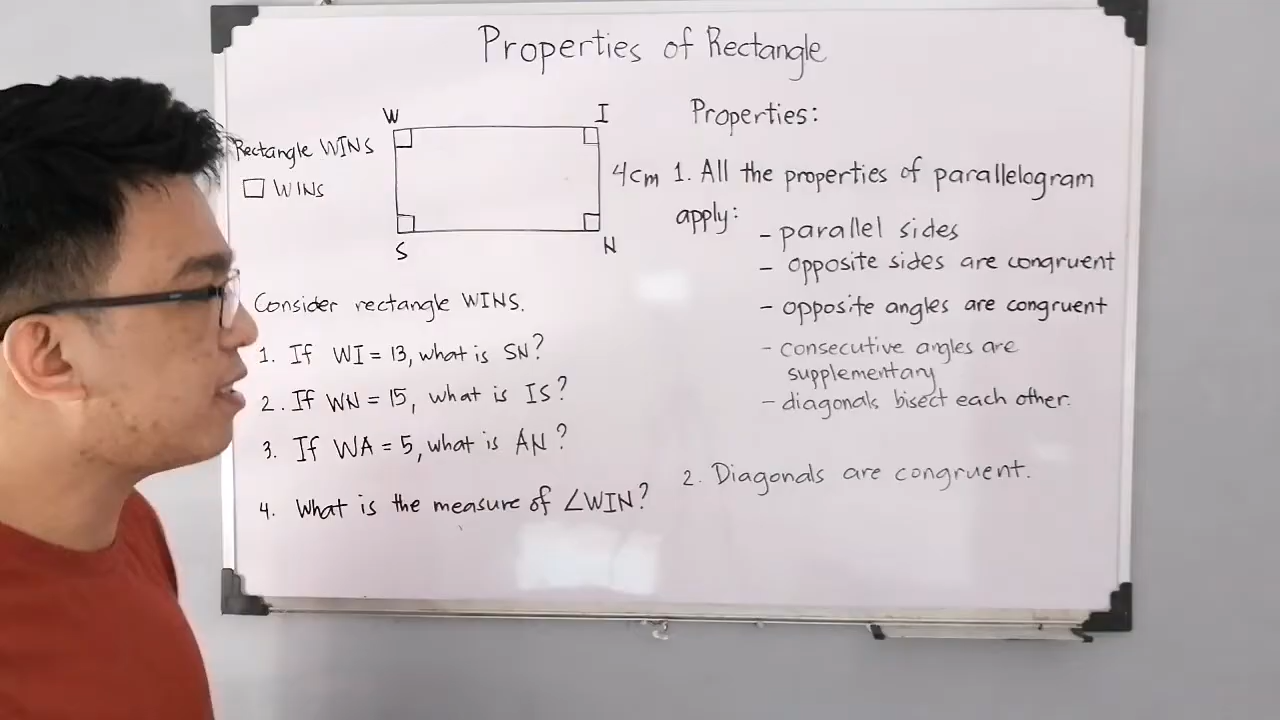 Properties of Rectangle
W
I
Rectangle WINS
□ WINS
4cm
S
N
Consider rectangle WINS.
1. If WI = 13, what is SN?
2. If WN = 15, what is IS?
3. If WA = 5, what is AN?
4. What is the measure of ∠WIN?
Properties:
1. All the properties of parallelogram
apply:
- parallel sides
- opposite sides are congruent
- opposite angles are congruent
- consecutive angles are
supplementary
- diagonals bisect each other.
2. Diagonals are congruent.